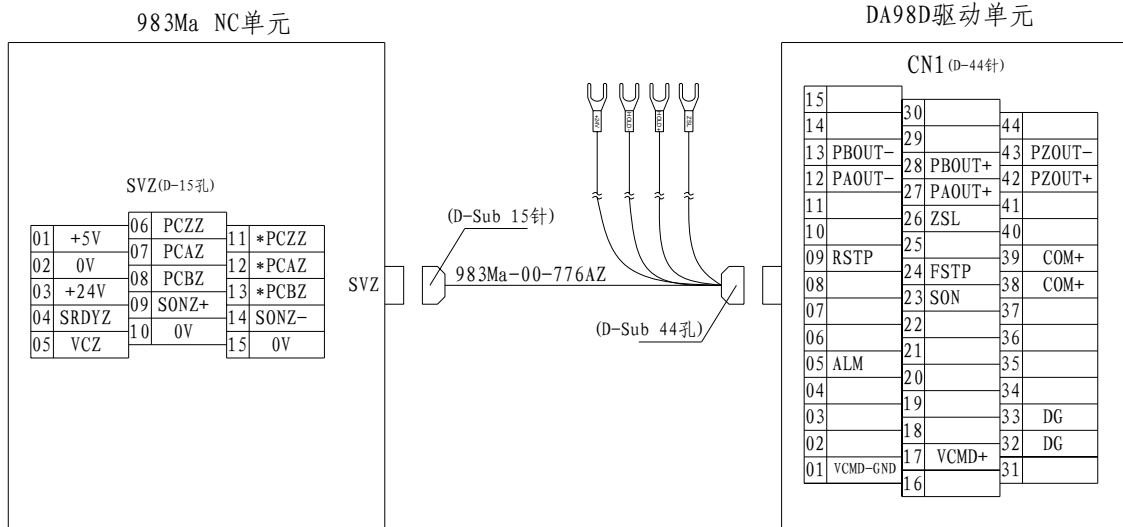 983Ma NC单元
DA98D驱动单元
SVZ(D-15孔)
01 +5V
02 0V
03 +24V
04 SRDYZ
05 VCZ
06 PCZZ
07 PCAZ
08 PCBZ
09 SONZ+
10 0V
11 *PCZZ
12 *PCAZ
13 *PCBZ
14 SONZ-
15 0V
SVZ
(D-Sub 15针)
983Ma-00-776AZ
+24V
HOLD-
HOLD+
ZSL
(D-Sub 44孔)
CN1(D-44针)
15
14
13 PBOUT-
12 PAOUT-
11
10
09 RSTP
08
07
06
05 ALM
04
03
02
01 VCMD-GND
30
29
28 PBOUT+
27 PAOUT+
26 ZSL
25
24 FSTP
23 SON
22
21
20
19
18
17 VCMD+
16
44
43 PZOUT-
42 PZOUT+
41
40
39 COM+
38 COM+
37
36
35
34
33 DG
32 DG
31